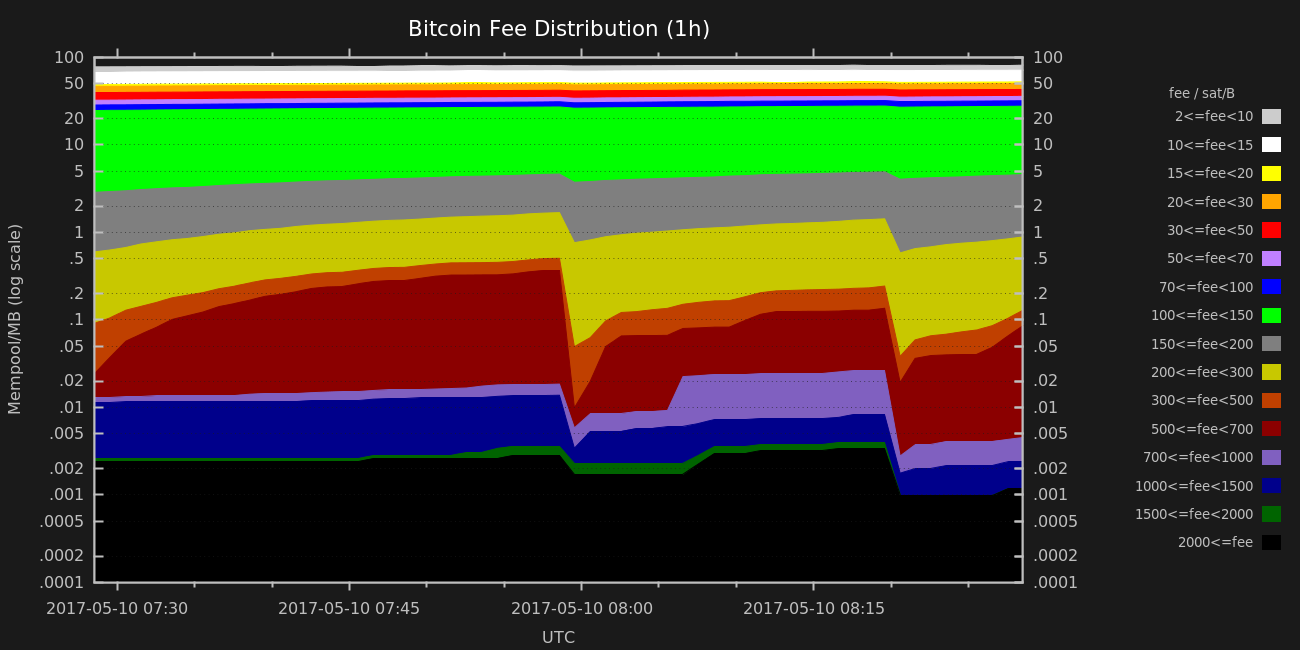 Bitcoin Fee Distribution (1h)
100
50
20
10
5
2
1
.5
.2
.1
.05
.02
.01
.005
.002
.001
.0005
.0002
.0001
Mempool/MB (log scale)
100
50
20
10
5
2
1
.5
.2
.1
.05
.02
.01
.005
.002
.001
.0005
.0002
.0001
2017-05-10 07:30
2017-05-10 07:45
2017-05-10 08:00
2017-05-10 08:15
UTC
fee / sat/B
2<=fee<10
10<=fee<15
15<=fee<20
20<=fee<30
30<=fee<50
50<=fee<70
70<=fee<100
100<=fee<150
150<=fee<200
200<=fee<300
300<=fee<500
500<=fee<700
700<=fee<1000
1000<=fee<1500
1500<=fee<2000
2000<=fee